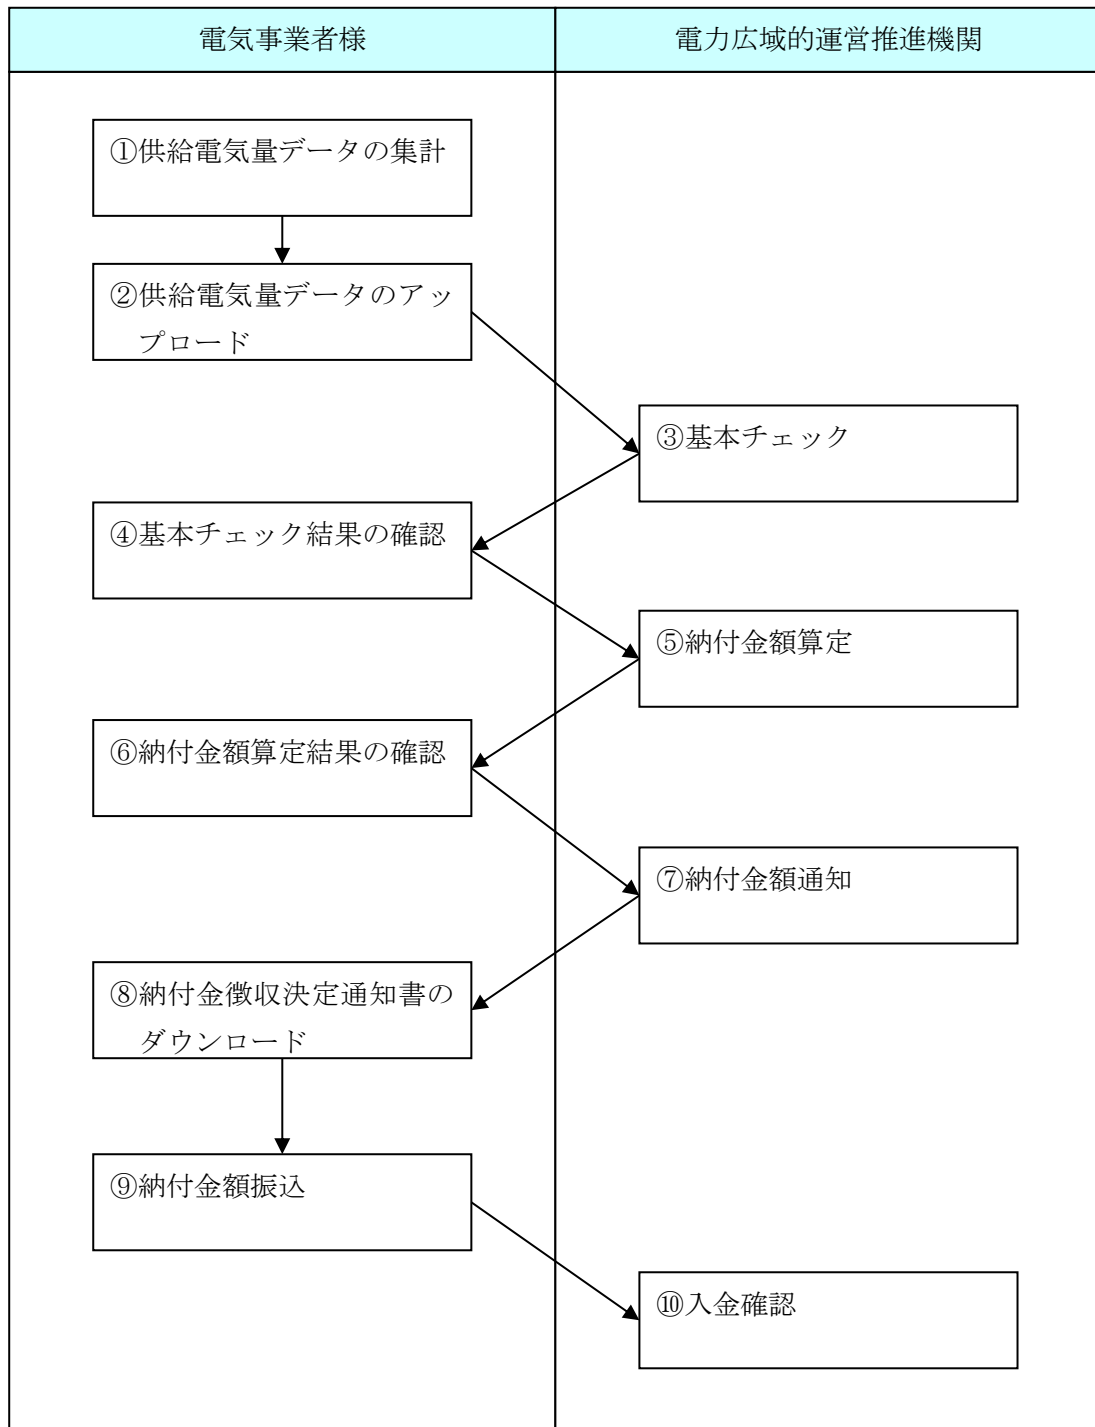 電気事業者様
電力広域的運営推進機関
①供給電気量データの集計
②供給電気量データのアッ
プロード
③基本チェック
④基本チェック結果の確認
⑤納付金額算定
⑥納付金額算定結果の確認
⑦納付金額通知
⑧納付金徴収決定通知書の
ダウンロード
⑨納付金額振込
⑩入金確認